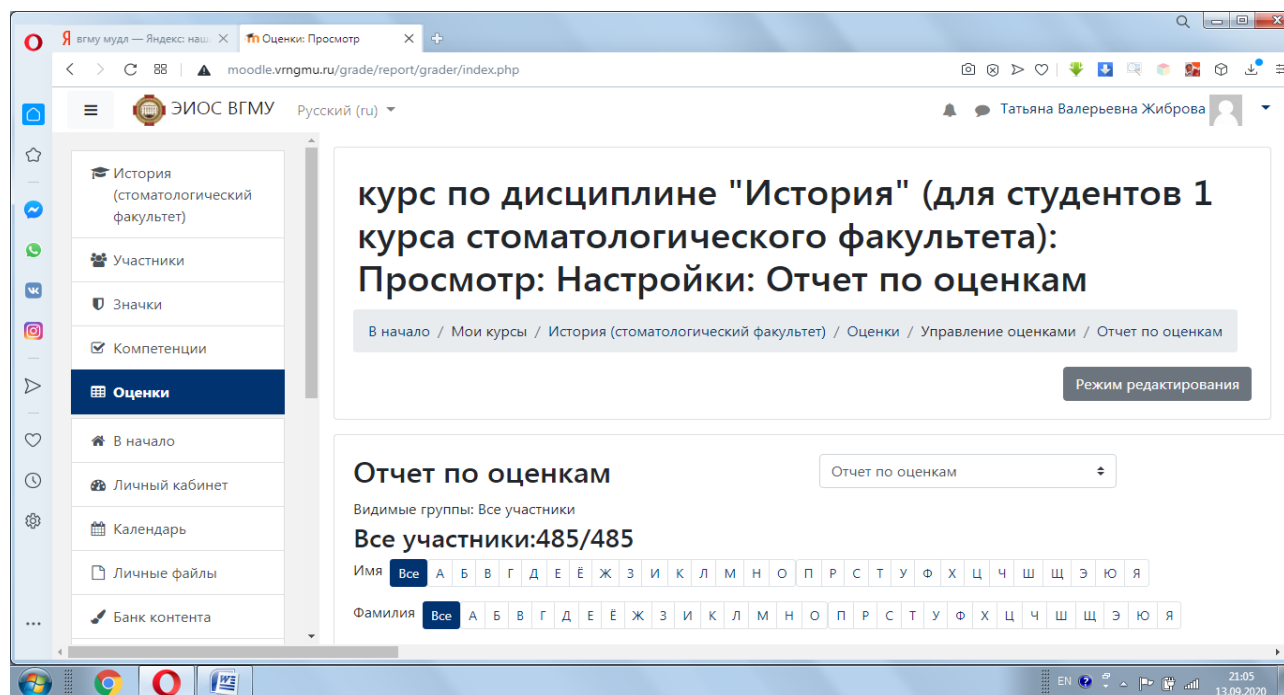 вгму мудл — Яндекс: наш
Оценки: Просмотр
moodle.vrngmu.ru/grade/report/grader/index.php
ЭИОС ВГМУ Русский (ru)
Татьяна Валерьевна Жиброва
История
(стоматологический
факультет)
Участники
Значки
Компетенции
Оценки
В начало
Личный кабинет
Календарь
Личные файлы
Банк контента
курс по дисциплине "История" (для студентов 1
курса стоматологического факультета):
Просмотр: Настройки: Отчет по оценкам
В начало / Мои курсы / История (стоматологический факультет) / Оценки / Управление оценками / Отчет по оценкам
Режим редактирования
Отчет по оценкам
Отчет по оценкам
Видимые группы: Все участники
Все участники:485/485
Имя Все А Б В Г Д Е Ё Ж З И К Л М Н О П Р С Т У Ф Х Ц Ч Ш Щ Э Ю Я
Фамилия Все А Б В Г Д Е Ё Ж З И К Л М Н О П Р С Т У Ф Х Ц Ч Ш Щ Э Ю Я
EN
21:05
13.09.2020